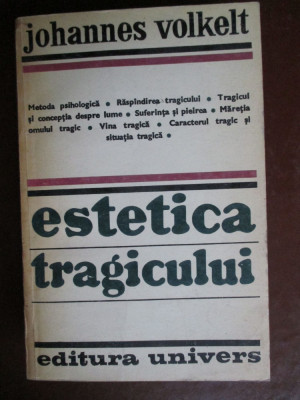 johannes volkelt
Metoda psihologică • Răspîndirea tragicului • Tragicul
și concepția despre lume • Suferința și pieirea • Măreția
omului tragic • Vina tragică • Caracterul tragic și
situația tragică •
estetica
tragicului
editura univers